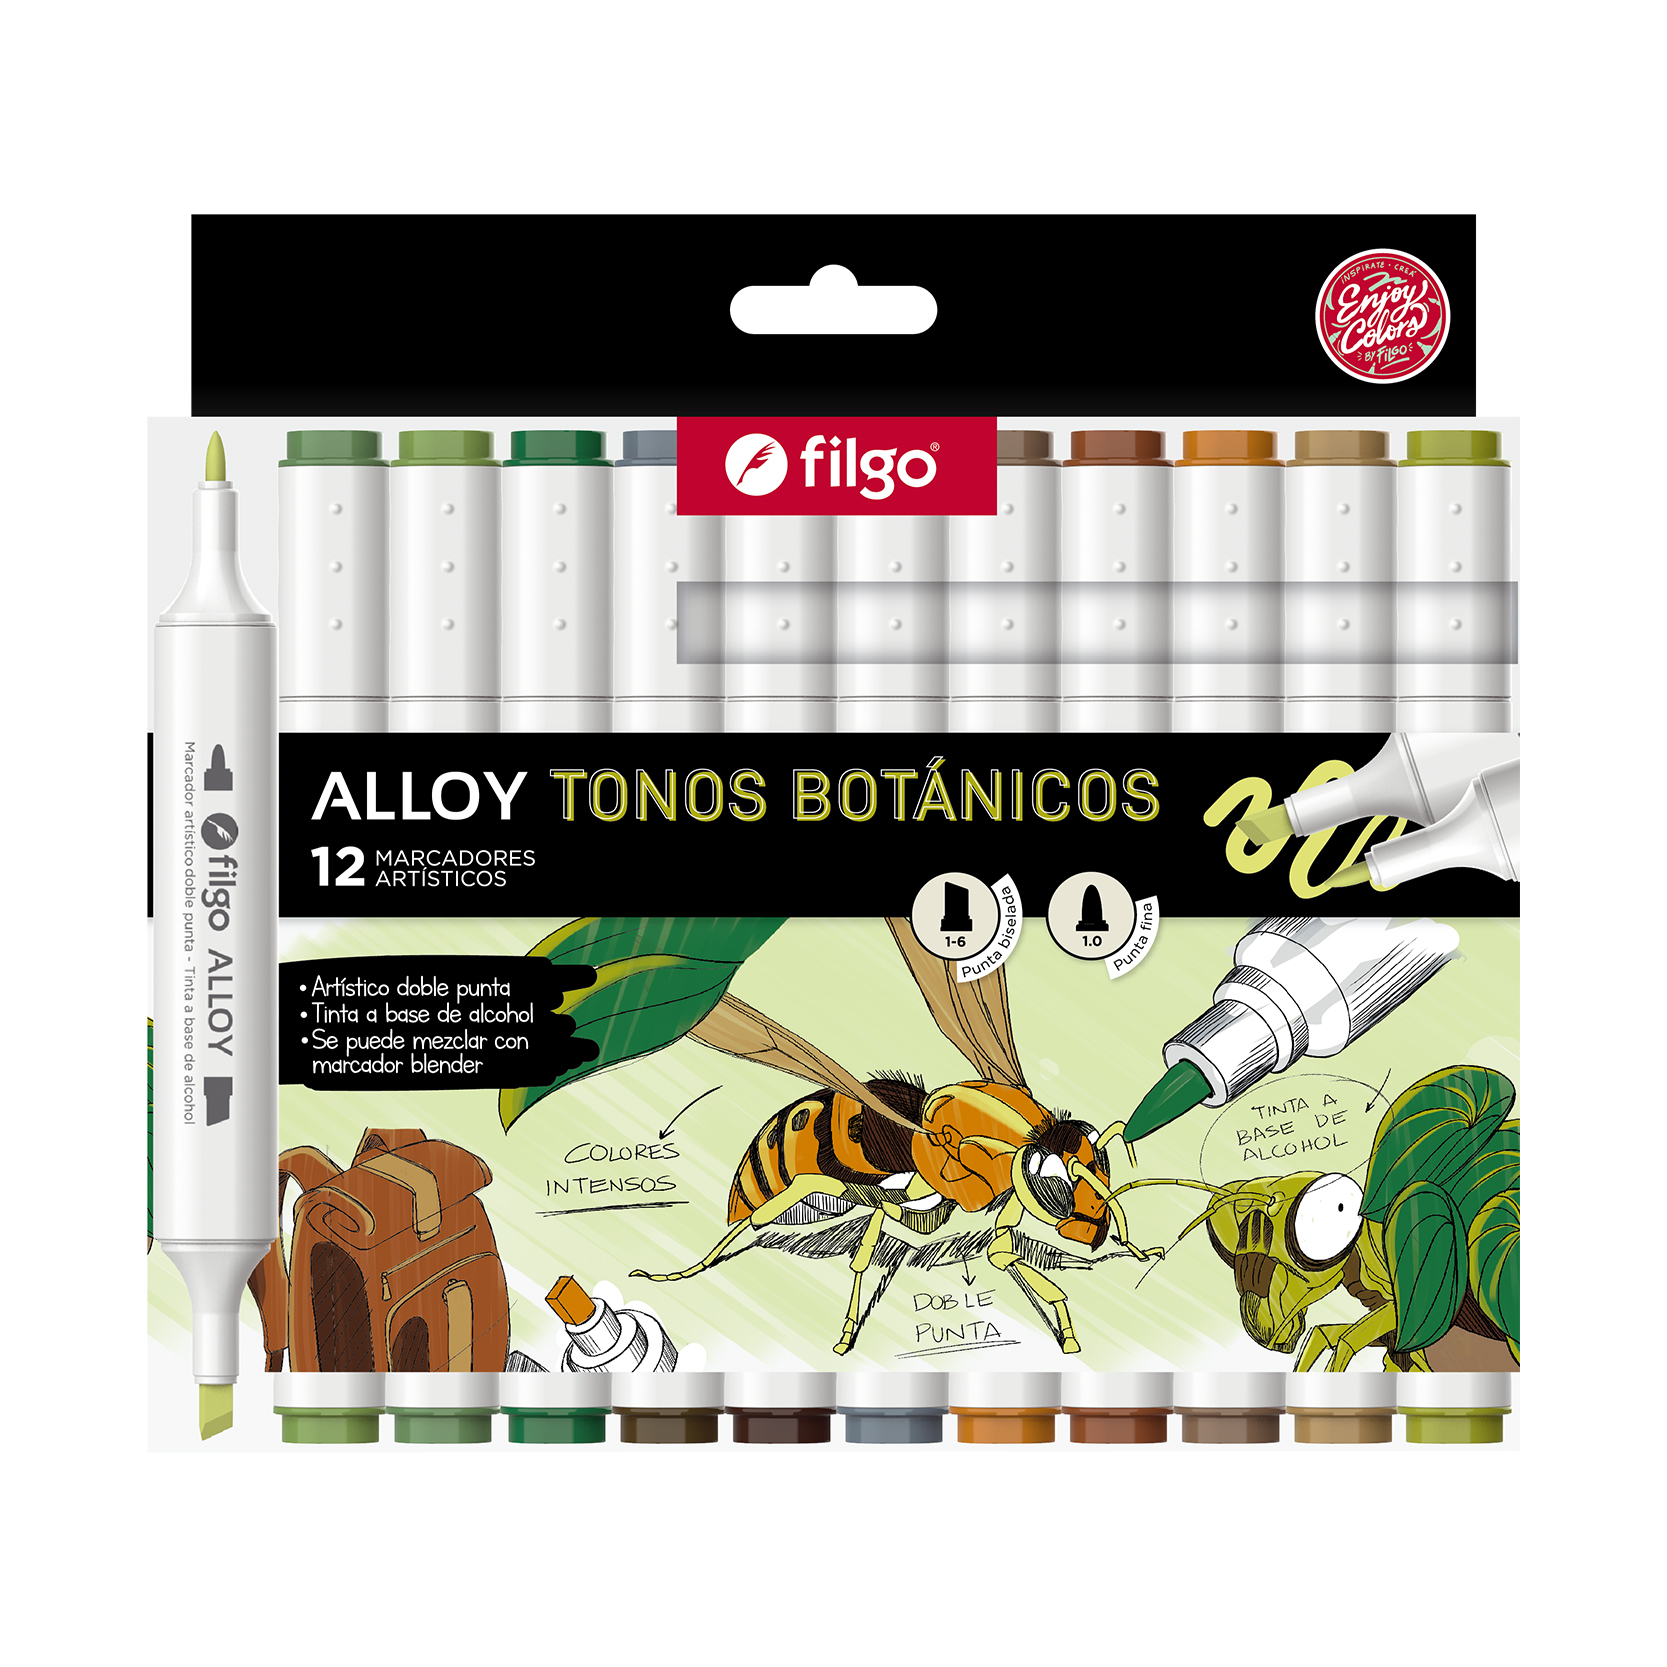 INSPIRATE · CREÁ
Enjoy
Colors
BY FILGO
filgo®
ALLOY TONOS BOTÁNICOS
12 MARCADORES
ARTÍSTICOS
1-6
Punta biselada
1.0
Punta fina
Marcador artístico doble punta - Tinta a base de alcohol
filgo ALLOY
• Artístico doble punta
• Tinta a base de alcohol
• Se puede mezclar con
marcador blender
COLORES
INTENSOS
DOBLE
PUNTA
TINTA A
BASE DE
ALCOHOL